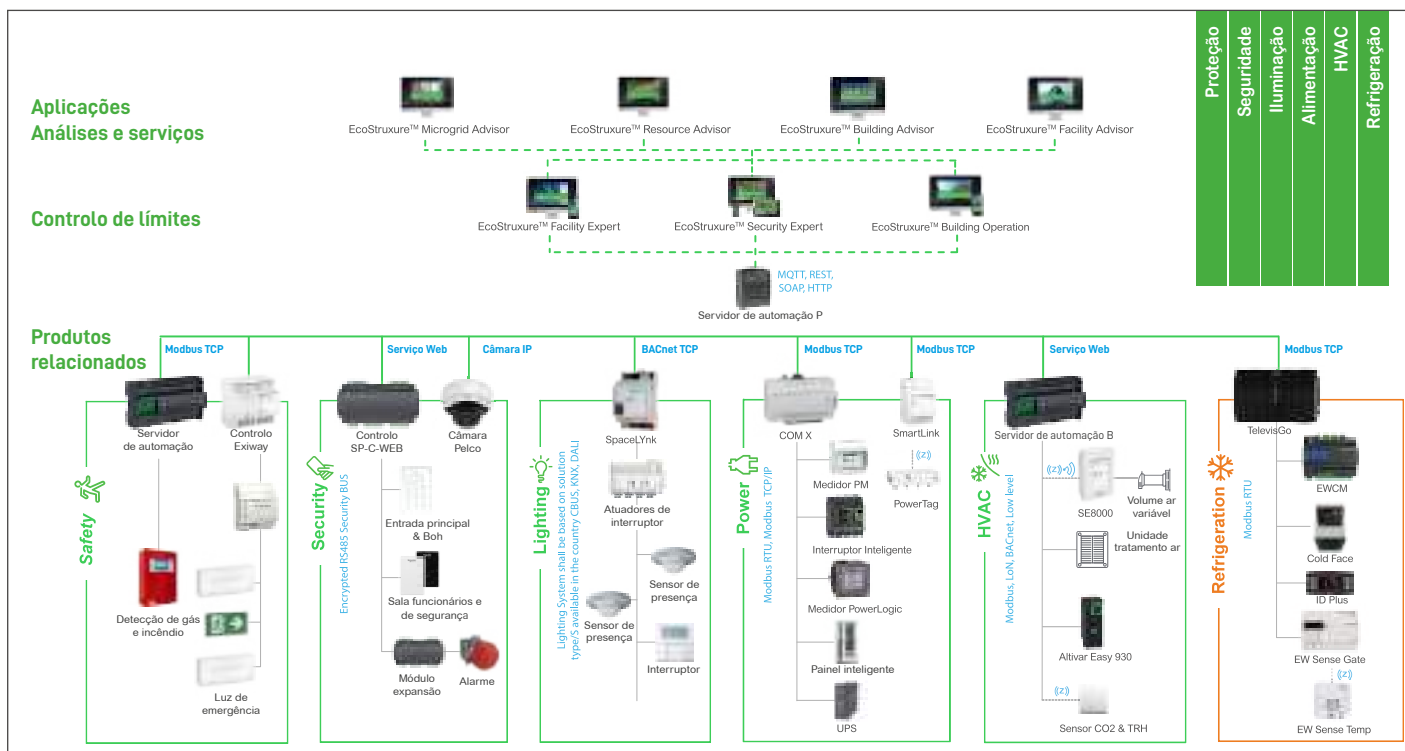 Proteção
Seguridade
Iluminação
Alimentação
HVAC
Refrigeração
Aplicações
Análises e serviços
EcoStruxure™ Microgrid Advisor
EcoStruxure™ Resource Advisor
EcoStruxure™ Building Advisor
EcoStruxure™ Facility Advisor
Controlo de límites
EcoStruxure™ Facility Expert
EcoStruxure™ Security Expert
EcoStruxure™ Building Operation
MQTT, REST,
SOAP, HTTP
Servidor de automação P
Produtos
relacionados
Modbus TCP
Serviço Web
Câmara IP
BACnet TCP
Modbus TCP
Modbus TCP
Serviço Web
Modbus TCP
Safety
Servidor
de automação
Controlo
Exiway
Detecção de gás
e incêndio
Luz de
emergência
Security
Encrypted RS485 Security BUS
Controlo
SP-C-WEB
Câmara
Pelco
Entrada principal
& Boh
Sala funcionários e
de segurança
Módulo
expansão
Alarme
Lighting
Lighting System shall be based on solution
type/S available in the country CBUS, KNX, DAL)
SpaceLYnk
Atuadores de
interruptor
Sensor de
presença
Sensor de
presença
Interruptor
Power
Modbus RTU, Modbus TCP/IP
COM X
SmartLink
Medidor PM
((z))
PowerTag
Interruptor Inteligente
Medidor PowerLogic
Painel inteligente
UPS
HVAC
Modbus, LoN, BACnet, Low level
Servidor de automação B
((z))
SE8000
Volume ar
variável
Unidade
tratamento ar
Altivar Easy 930
((z))
Sensor CO2 & TRH
Refrigeration
Modbus RTU
TelevisGo
EWCM
Cold Face
ID Plus
EW Sense Gate
((z))
EW Sense Temp